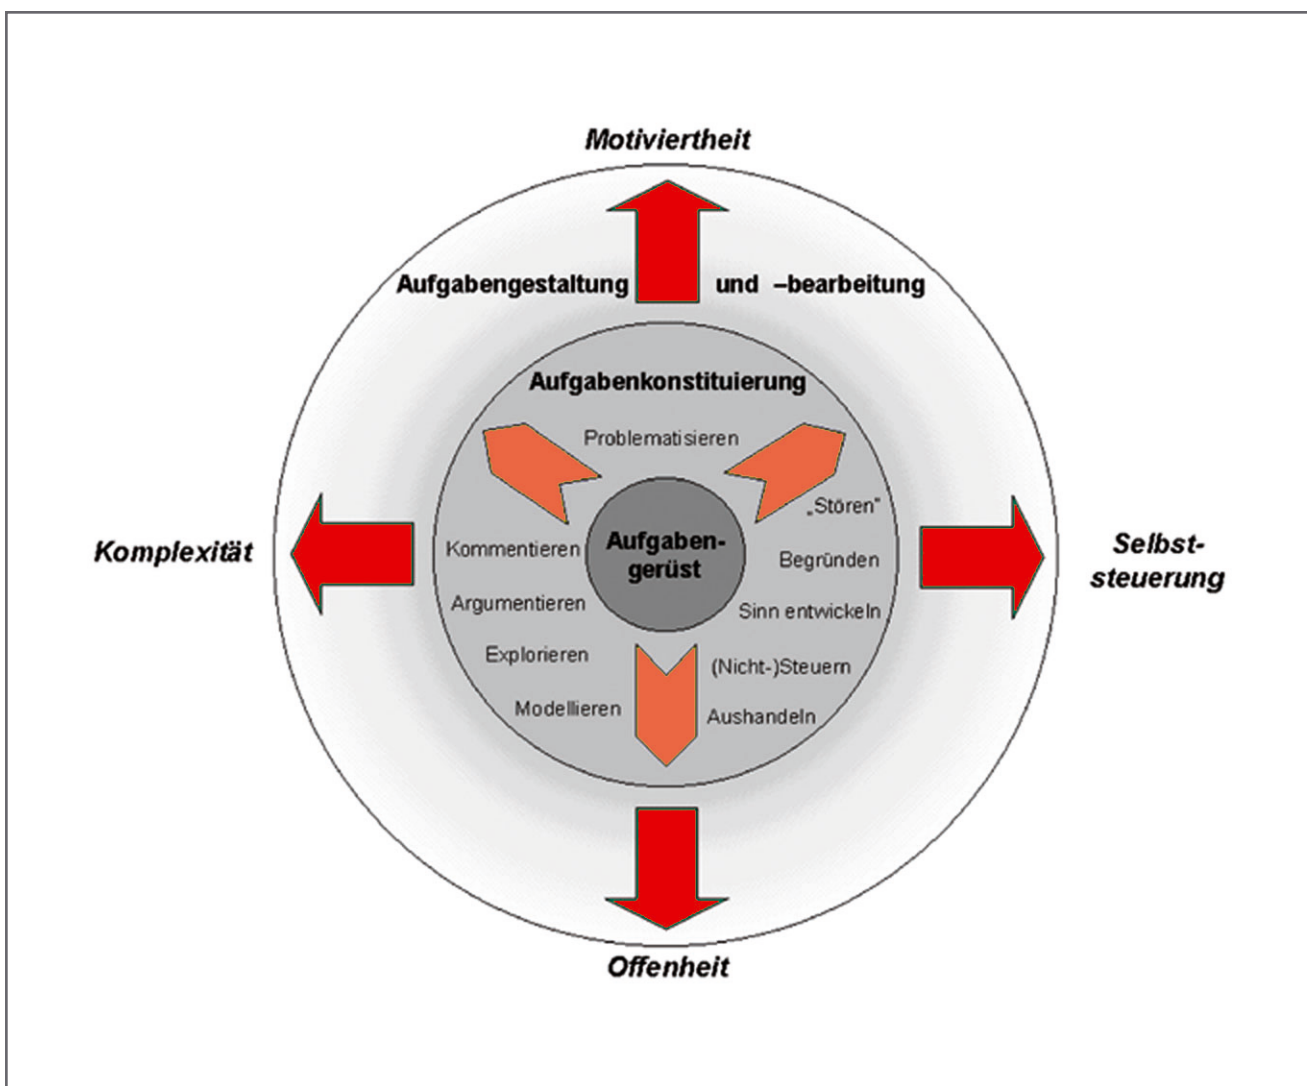 Motiviertheit
Aufgabengestaltung und –bearbeitung
Aufgabenkonstituierung
Problematisieren
„Stören“
Komplexität
Kommentieren
Aufgaben-
gerüst
Begründen
Selbst-
steuerung
Argumentieren
Sinn entwickeln
Explorieren
(Nicht-)Steuern
Modellieren
Aushandeln
Offenheit